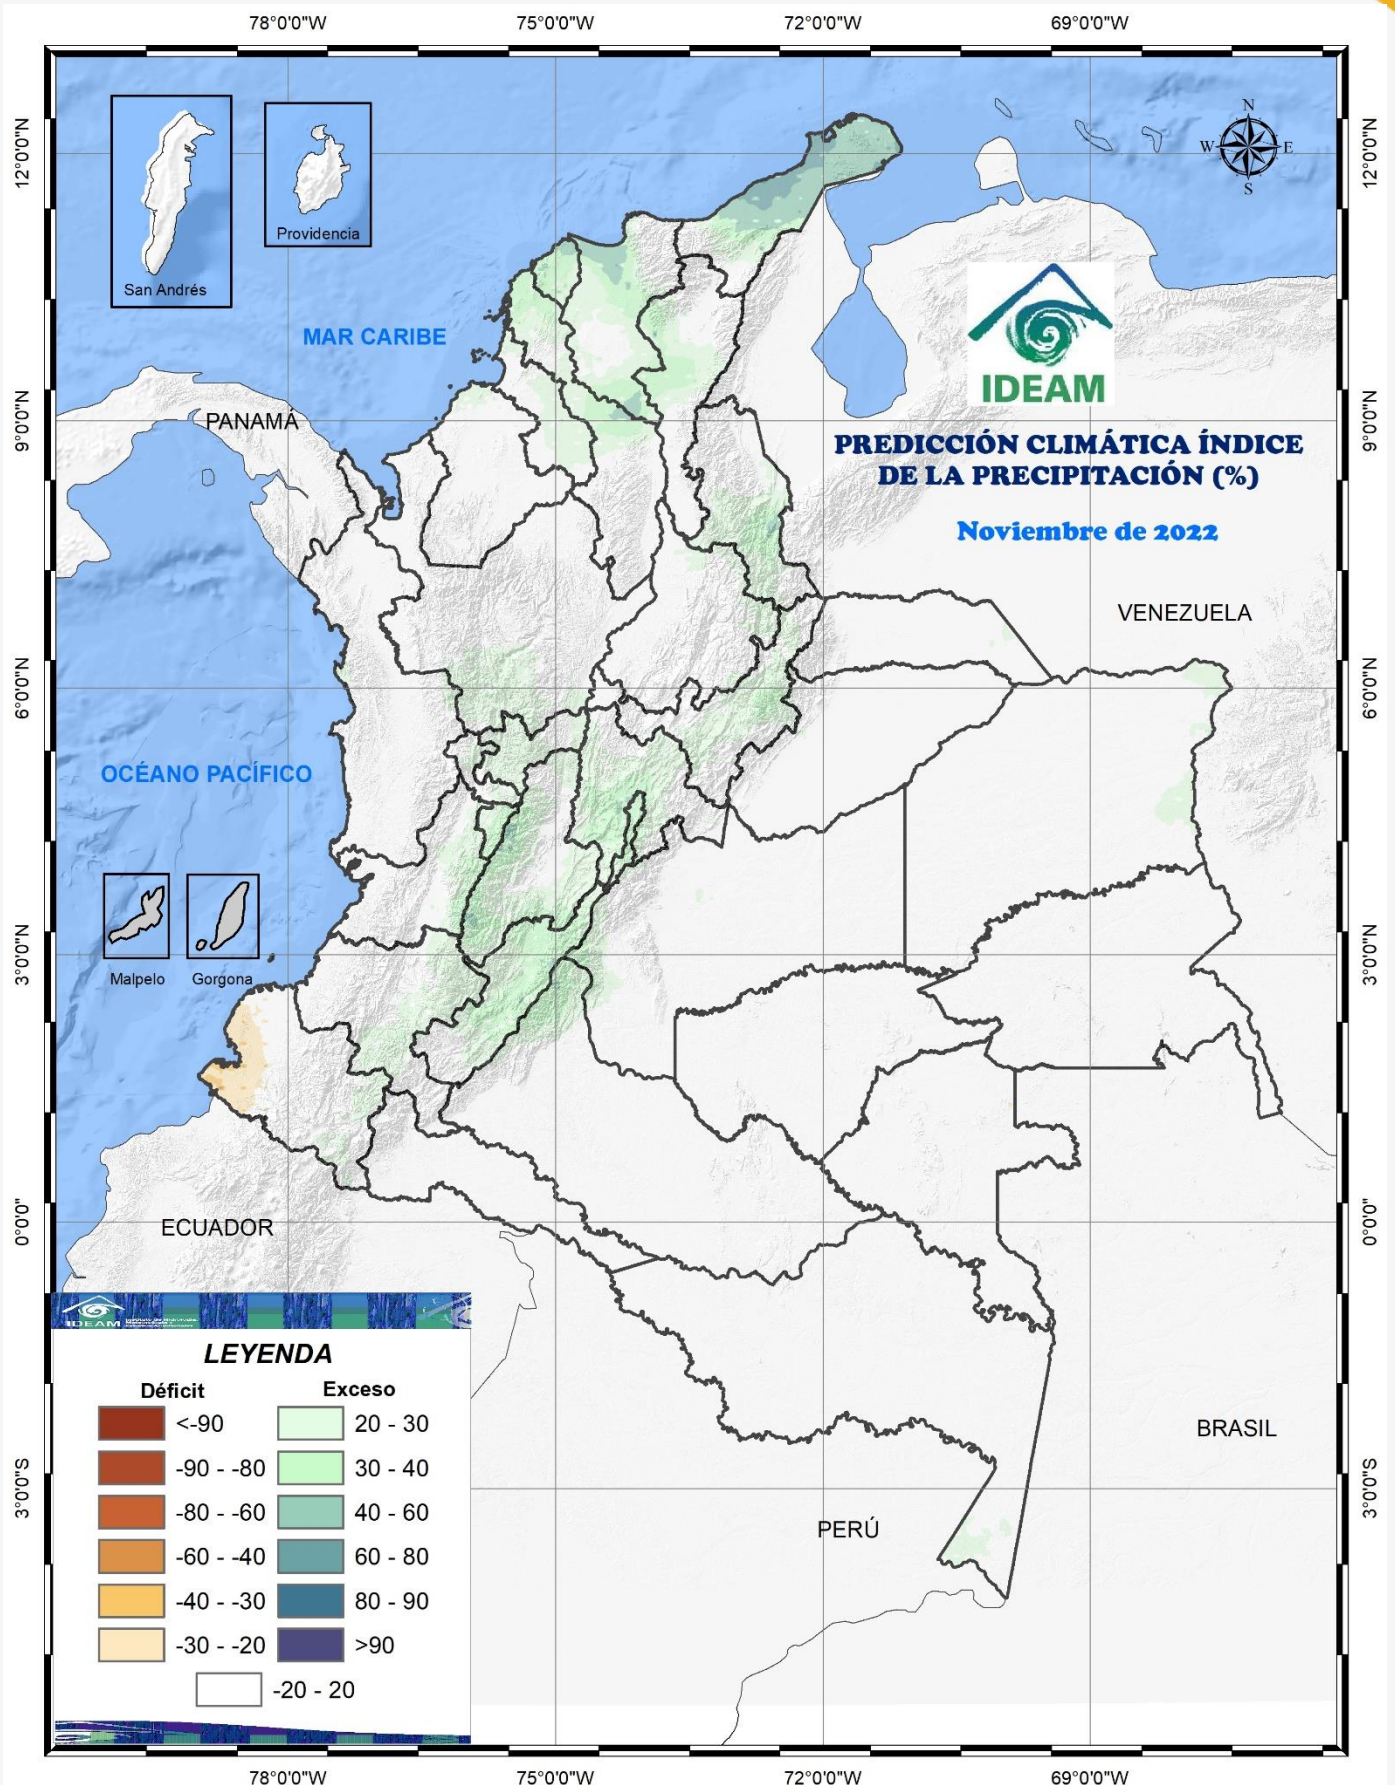 78°0'0"W
75°0'0"W
72°0'0"W
69°0'0"W
12°0'0"N
12°0'0"N
N
W
E
S
Providencia
San Andrés
MAR CARIBE
IDEAM
PANAMÁ
9°0'0"N
9°0'0"N
PREDICCIÓN CLIMÁTICA ÍNDICE
DE LA PRECIPITACIÓN (%)
Noviembre de 2022
VENEZUELA
6°0'0"N
6°0'0"N
OCÉANO PACÍFICO
3°0'0"N
3°0'0"N
Malpelo
Gorgona
ECUADOR
0°0'0"
0°0'0"
IDEAM
LEYENDA
Déficit
Exceso
<-90
20 - 30
-90 - -80
30 - 40
-80 - -60
40 - 60
-60 - -40
60 - 80
-40 - -30
80 - 90
-30 - -20
>90
-20 - 20
BRASIL
3°0'0"S
3°0'0"S
PERÚ
78°0'0"W
75°0'0"W
72°0'0"W
69°0'0"W